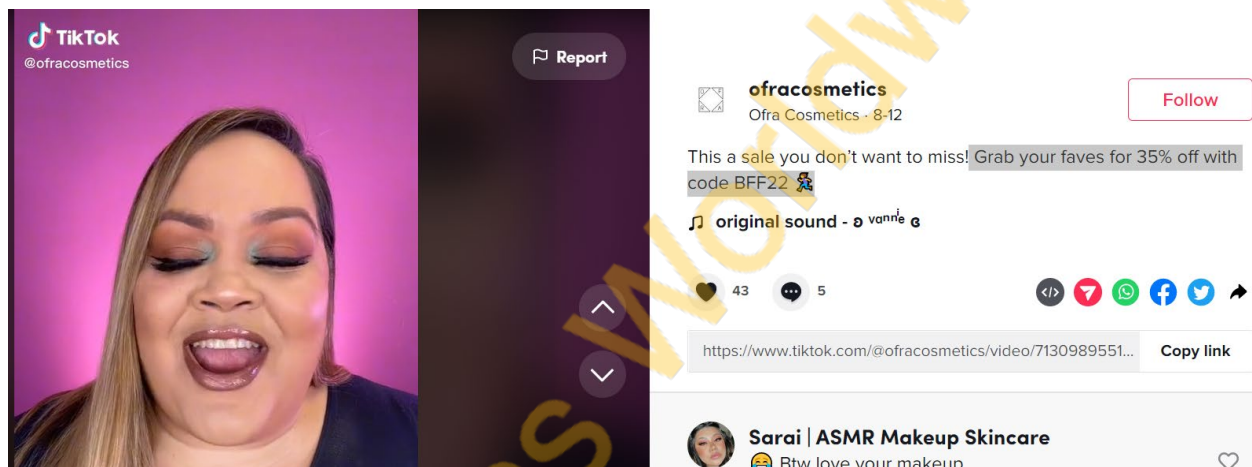 TikTok
@ofracosmetics
Report
ofracosmetics
Ofra Cosmetics · 8-12
Follow
This a sale you don't want to miss! Grab your faves for 35% off with
code BFF22 🏃‍♀️
original sound - ʚ ᵛᵃⁿⁿⁱᵉ ɞ
43
5
https://www.tiktok.com/@ofracosmetics/video/7130989551...
Copy link
Sarai | ASMR Makeup Skincare
😂 Btw love your makeup